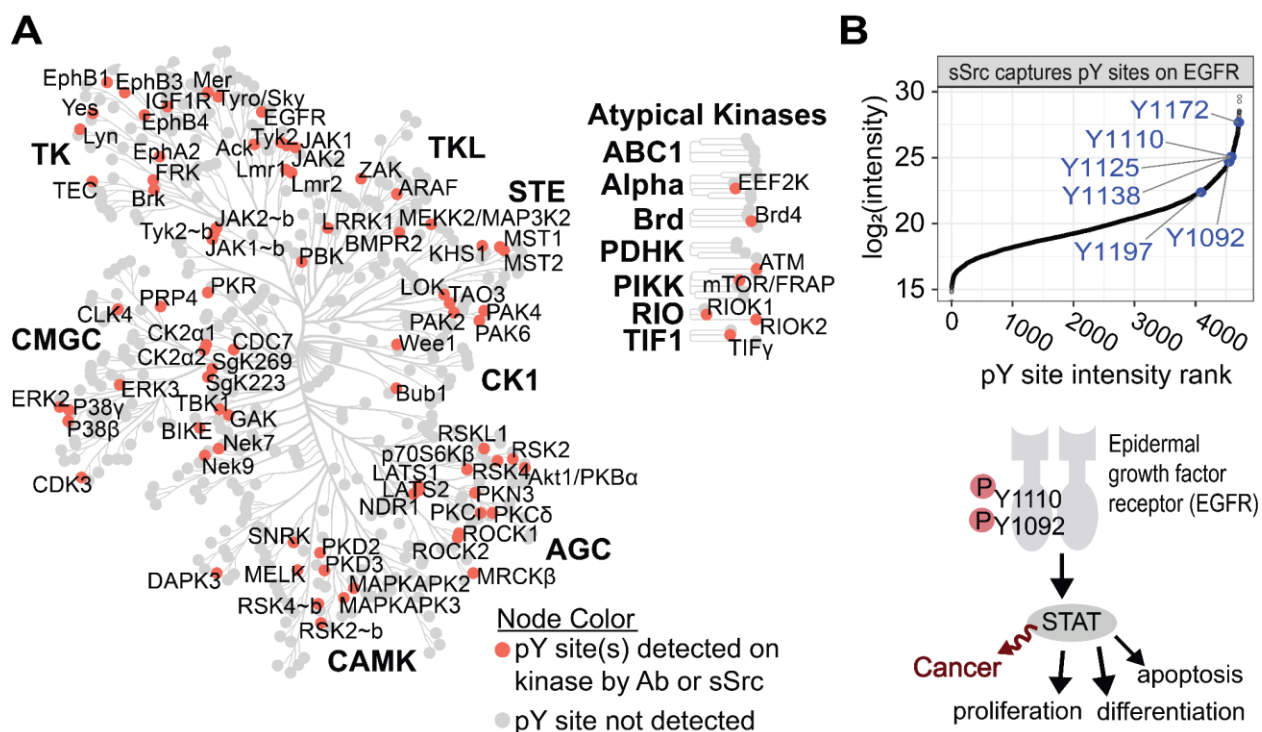 A
EphB1
EphB3
Mer
Yes
IGF1R
Tyro/Sky
EphB4
EGFR
Lyn
Ack
Tyk2
JAK1
TK
EphA2
JAK2
TKL
FRK
Lmr1
Lmr2
ZAK
TEC
Brk
ARAF
STE
JAK2~b
LRRK1
MEKK2/MAP3K2
Tyk2~b
BMPR2
MST1
JAK1~b
PBK
KHS1
MST2
PKR
LOK
TAO3
PRP4
CLK4
PAK2
PAK4
PAK6
CMGC
CK2α1
CDC7
Wee1
CK2α2
SgK269
CK1
SgK223
ERK3
Bub1
ERK2
P38γ
TBK1
GAK
P38β
BIKE
Nek7
Nek9
CDK3
RSKL1
p70S6Kβ
RSK2
LATS1
RSK4
Akt1/PKBα
LATS2
NDR1
PKN3
PKCι
PKCδ
ROCK1
SNRK
ROCK2
AGC
PKD2
DAPK3
MELK
PKD3
MRCKβ
MAPKAPK2
RSK4~b
MAPKAPK3
RSK2~b
CAMK
Node Color
pY site(s) detected on
kinase by Ab or sSrc
pY site not detected
Atypical Kinases
ABC1
Alpha
EEF2K
Brd
Brd4
PDHK
ATM
PIKK
mTOR/FRAP
RIO
RIOK1
RIOK2
TIF1
TIFγ
B
sSrc captures pY sites on EGFR
30
25
20
15
log₂(intensity)
Y1172
Y1110
Y1125
Y1138
Y1197
Y1092
0
1000
2000
3000
4000
pY site intensity rank
P
Y1110
P
Y1092
Epidermal
growth factor
receptor (EGFR)
STAT
Cancer
apoptosis
proliferation
differentiation